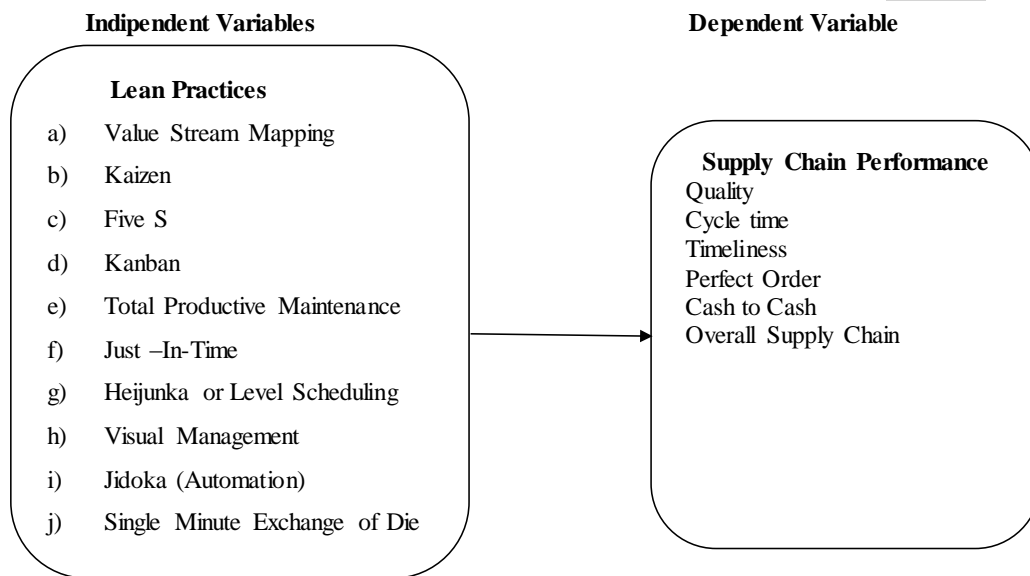 Indipendent Variables
Dependent Variable
Lean Practices
a) Value Stream Mapping
b) Kaizen
c) Five S
d) Kanban
e) Total Productive Maintenance
f) Just –In-Time
g) Heijunka or Level Scheduling
h) Visual Management
i) Jidoka (Automation)
j) Single Minute Exchange of Die
Supply Chain Performance
Quality
Cycle time
Timeliness
Perfect Order
Cash to Cash
Overall Supply Chain